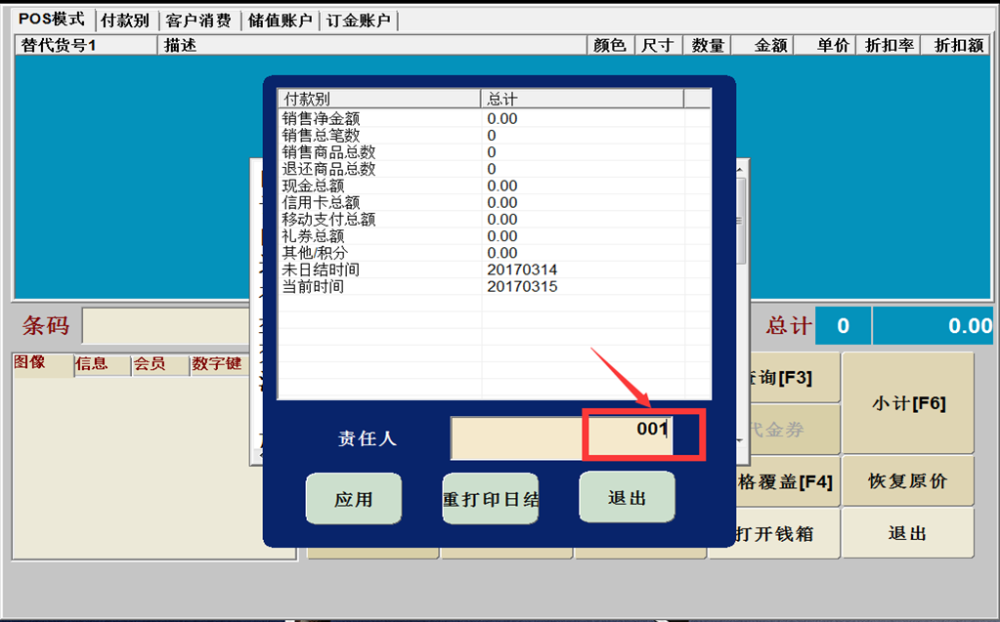 POS模式 付款别 客户消费 储值账户 订金账户
替代货号1 描述 颜色 尺寸 数量 金额 单价 折扣率 折扣额
付款别 总计
销售净金额 0.00
销售总笔数 0
销售商品总数 0
退还商品总数 0
现金总额 0.00
信用卡总额 0.00
移动支付总额 0.00
礼券总额 0.00
其他/积分 0.00
未日结时间 20170314
当前时间 20170315
条码 总计 0 0.00
图像 信息 会员 数字键
询[F3]
小计[F6]
代金券
责任人 001
格覆盖[F4] 恢复原价
应用 重打印日结 退出
打开钱箱 退出